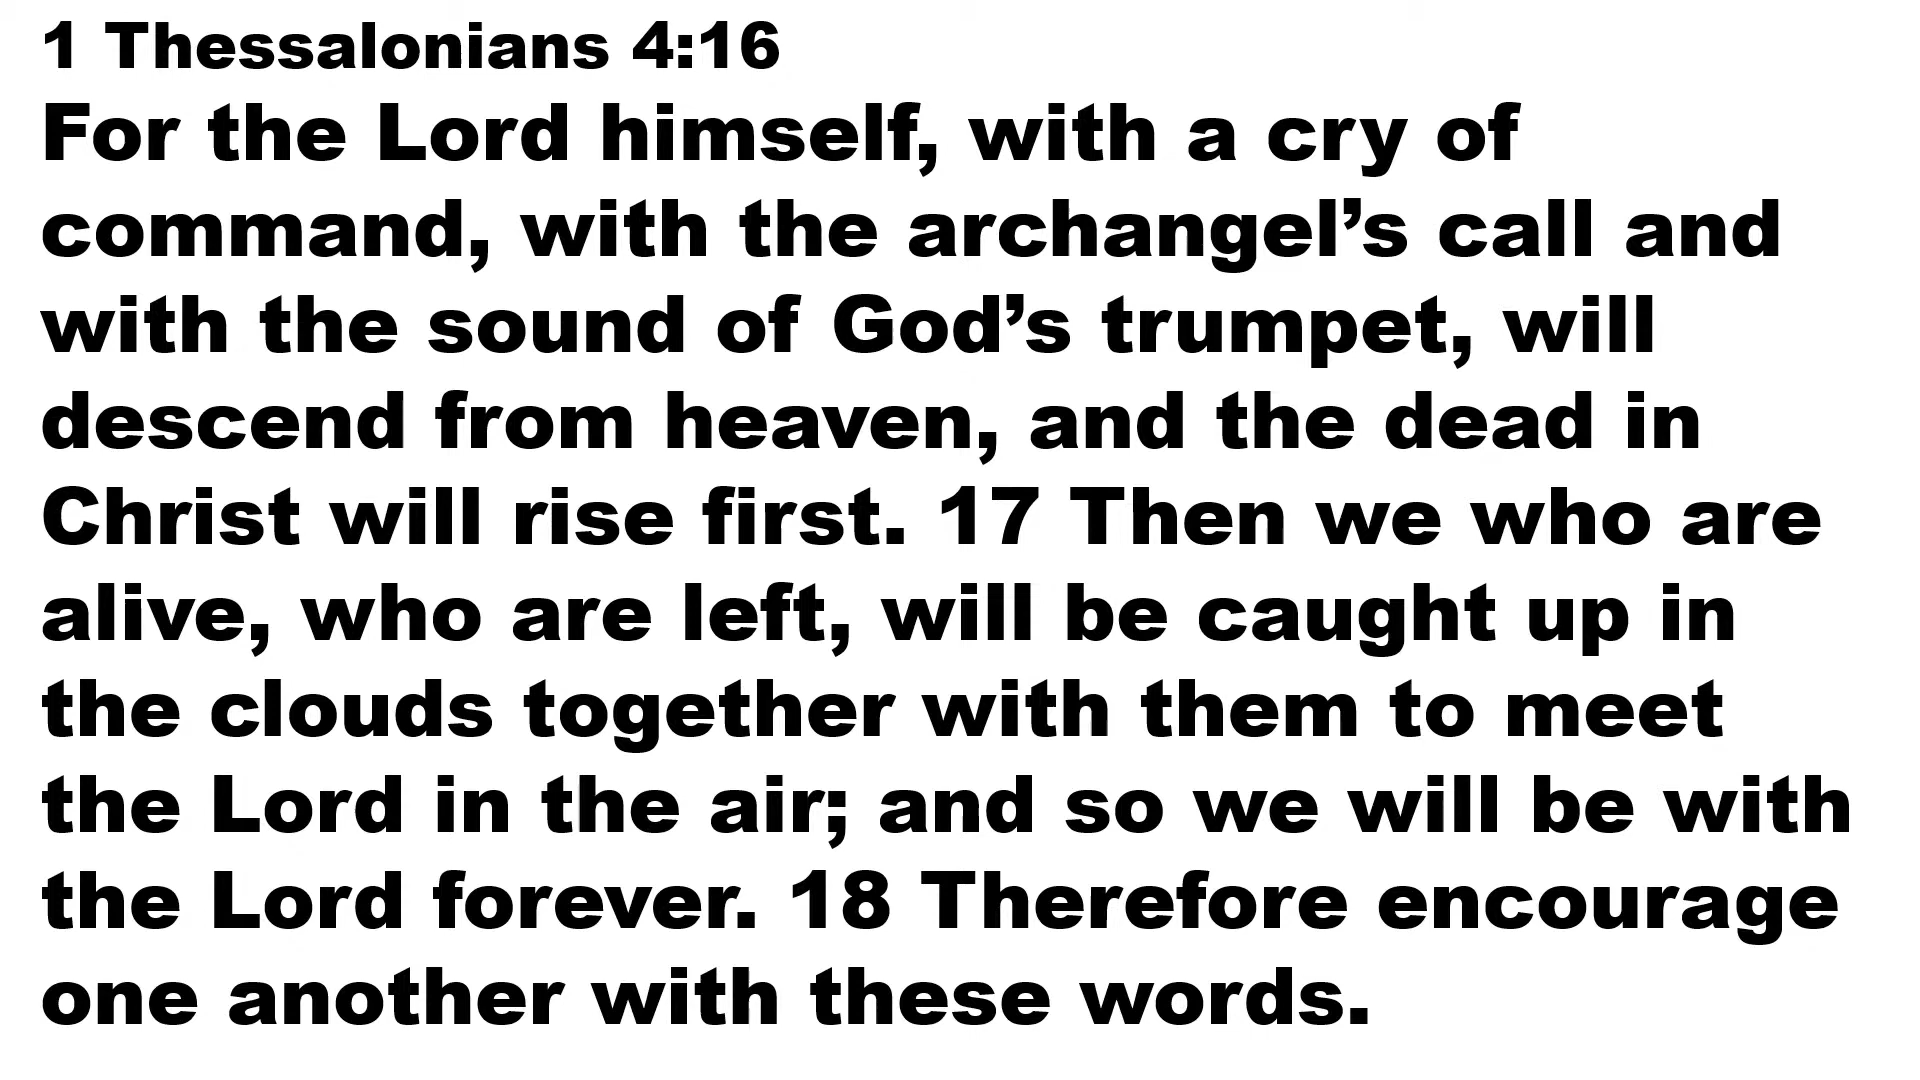 1 Thessalonians 4:16
For the Lord himself, with a cry of
command, with the archangel’s call and
with the sound of God’s trumpet, will
descend from heaven, and the dead in
Christ will rise first. 17 Then we who are
alive, who are left, will be caught up in
the clouds together with them to meet
the Lord in the air; and so we will be with
the Lord forever. 18 Therefore encourage
one another with these words.